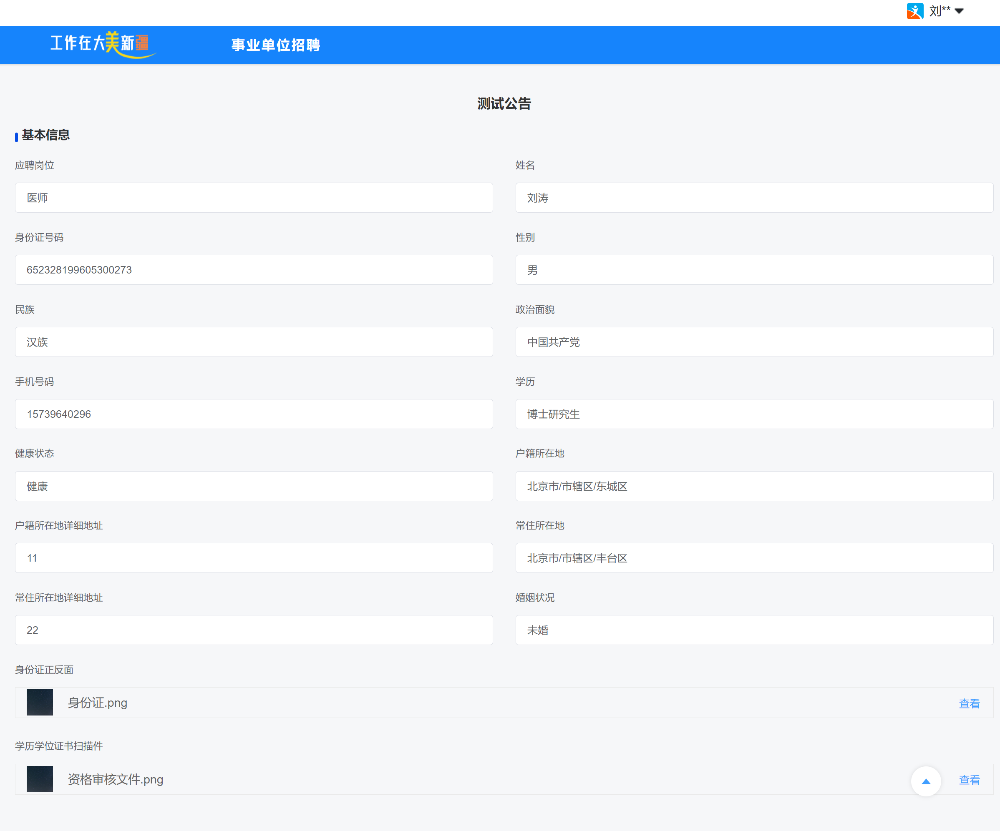 刘**
工作在大美新疆
事业单位招聘
测试公告
基本信息
应聘岗位
姓名
医师
刘涛
身份证号码
性别
652328199605300273
男
民族
政治面貌
汉族
中国共产党
手机号码
学历
15739640296
博士研究生
健康状态
户籍所在地
健康
北京市/市辖区/东城区
户籍所在地详细地址
常住所在地
11
北京市/市辖区/丰台区
常住所在地详细地址
婚姻状况
22
未婚
身份证正反面
身份证.png
查看
学历学位证书扫描件
资格审核文件.png
查看